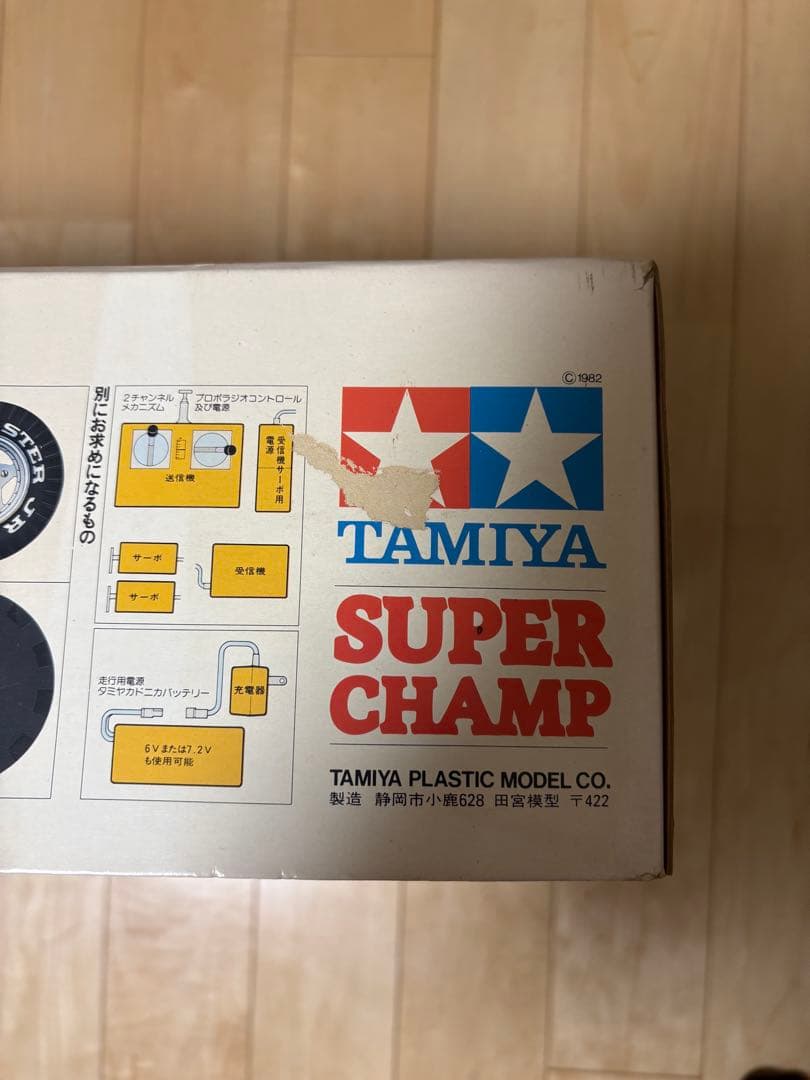 ©1982
STER JR
別にお求めになるもの
2チャンネル プロポラジオコントロール
メカニズム 及び電源
送信機
受信機サーボ用
電源
サーボ
受信機
サーボ
走行用電源
タミヤカドニカバッテリー
充電器
6Vまたは7.2V
も使用可能
TAMIYA
SUPER
CHAMP
TAMIYA PLASTIC MODEL CO.
製造 静岡市小鹿628 田宮模型 〒422